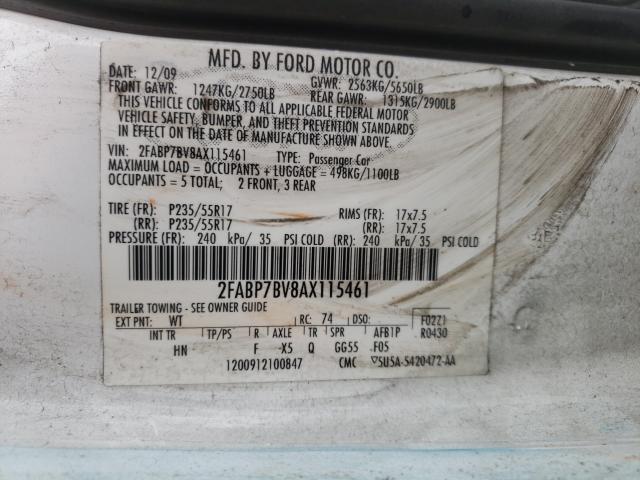 MFD. BY FORD MOTOR CO.
DATE: 12/09 GVWR: 2563KG/5650LB
FRONT GAWR: 1247KG/2750LB REAR GAWR: 1315KG/2900LB
THIS VEHICLE CONFORMS TO ALL APPLICABLE FEDERAL MOTOR
VEHICLE SAFETY, BUMPER, AND THEFT PREVENTION STANDARDS
IN EFFECT ON THE DATE OF MANUFACTURE SHOWN ABOVE.
VIN: 2FABP7BV8AX115461 TYPE: Passenger Car
MAXIMUM LOAD = OCCUPANTS + LUGGAGE = 498KG/1100LB
OCCUPANTS = 5 TOTAL; 2 FRONT, 3 REAR
TIRE (FR): P235/55R17 RIMS (FR): 17x7.5
(RR): P235/55R17 (RR): 17x7.5
PRESSURE (FR): 240 kPa/ 35 PSI COLD (RR): 240 kPa/ 35 PSI COLD
2FABP7BV8AX115461
TRAILER TOWING - SEE OWNER GUIDE
EXT PNT: WT RC: 74 DSO: F0221
INT TR TP/PS R AXLE TR SPR AFB1P R0430
HN F -X5 Q GG55 .F05
1200912100847 CMC 5U5A-5420472-AA